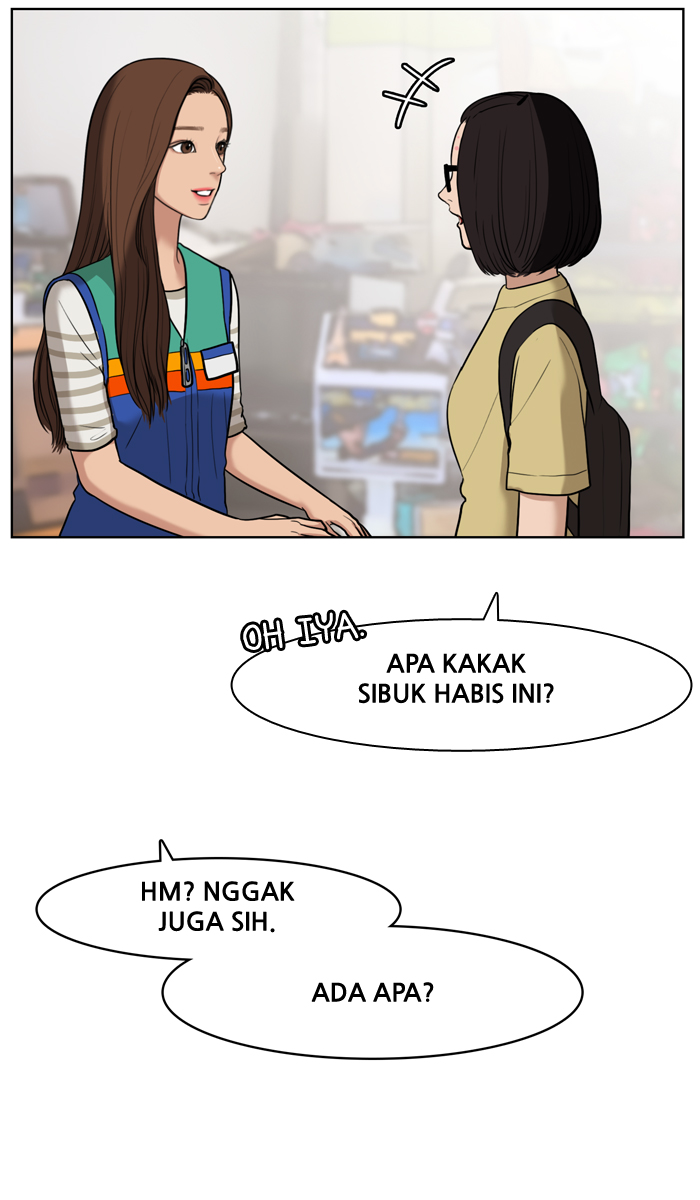 OH IYA.
APA KAKAK
SIBUK HABIS INI?
HM? NGGAK
JUGA SIH.
ADA APA?